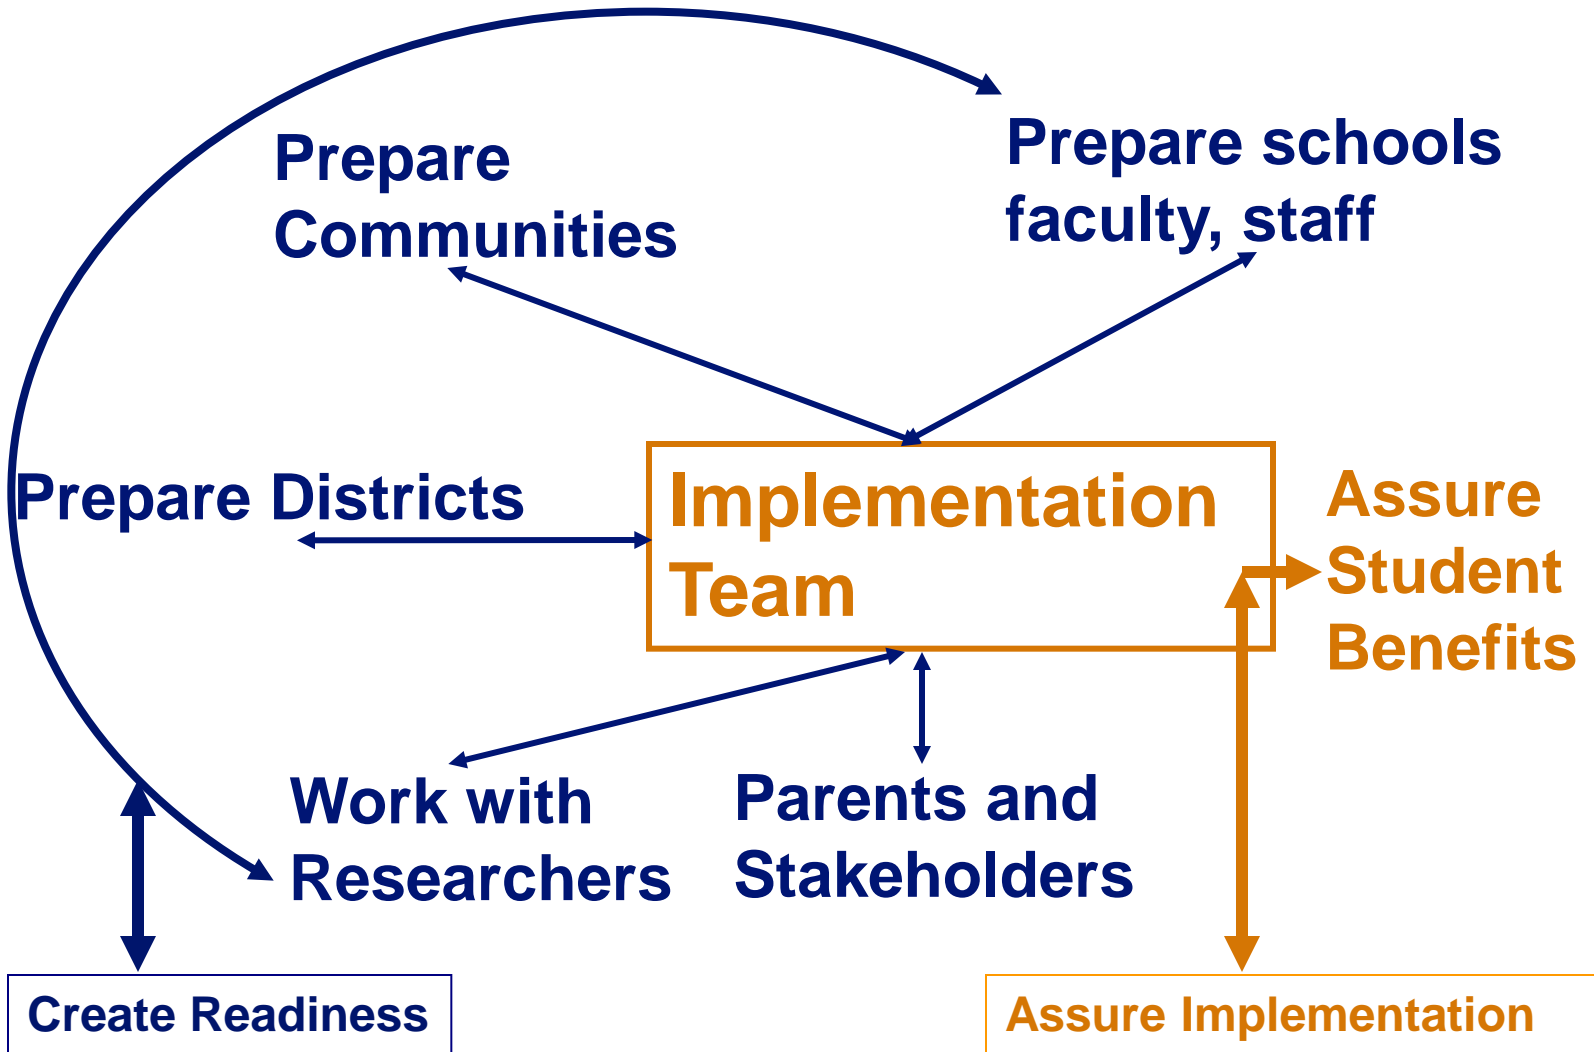 Prepare
Communities
Prepare schools
faculty, staff
Prepare Districts
Implementation
Team
Assure
Student
Benefits
Work with
Researchers
Parents and
Stakeholders
Create Readiness
Assure Implementation